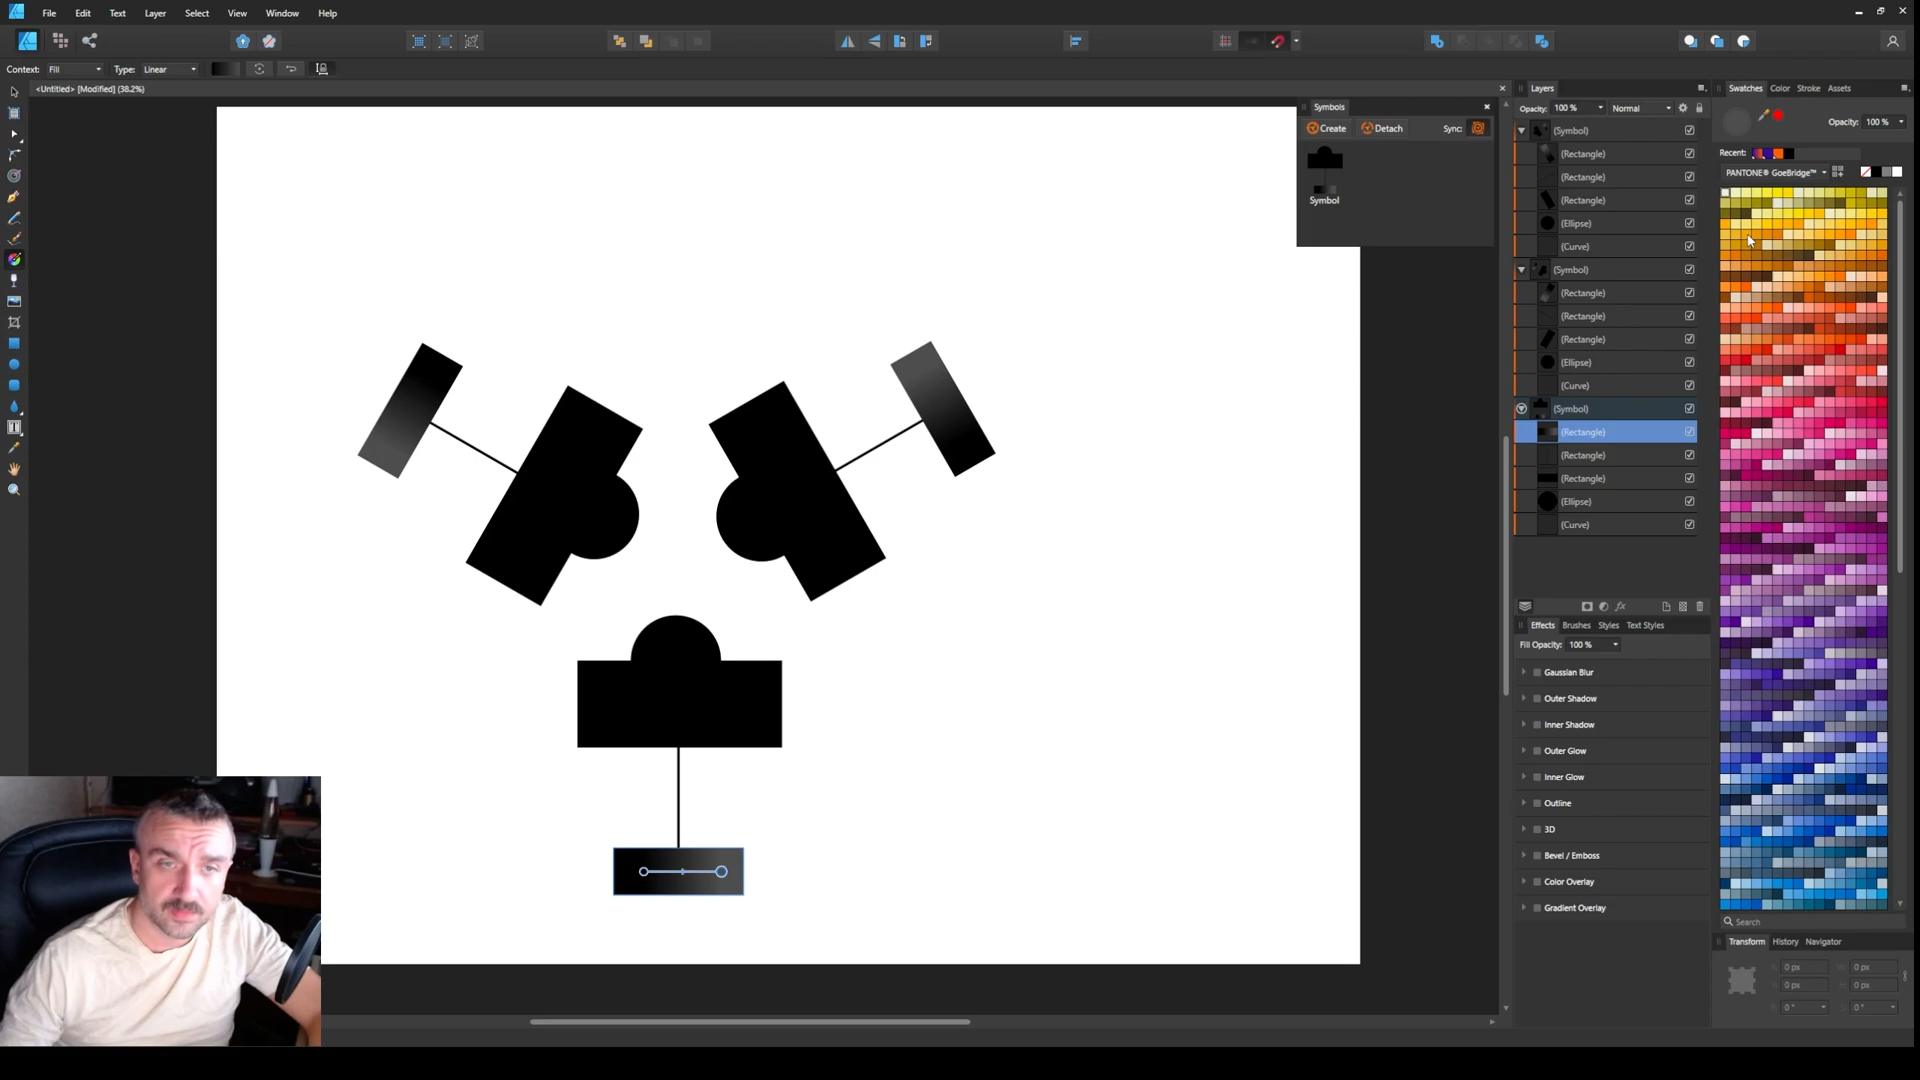 File Edit Text Layer Select View Window Help
Context: Fill Type: Linear
<Untitled> [Modified] (38.2%)
Symbols
Create Detach Sync:
Symbol
Layers
Opacity: 100 % Normal
(Symbol)
(Rectangle)
(Rectangle)
(Rectangle)
(Ellipse)
(Curve)
(Symbol)
(Rectangle)
(Rectangle)
(Rectangle)
(Ellipse)
(Curve)
(Symbol)
(Rectangle)
(Rectangle)
(Rectangle)
(Ellipse)
(Curve)
Effects Brushes Styles Text Styles
Fill Opacity: 100 %
Gaussian Blur
Outer Shadow
Inner Shadow
Outer Glow
Inner Glow
Outline
3D
Bevel / Emboss
Color Overlay
Gradient Overlay
Swatches Color Stroke Assets
Opacity: 100 %
Recent:
PANTONE® GoeBridge™
Search
Transform History Navigator
0 px 0 px
0 px 0 px
0 ° 0 °